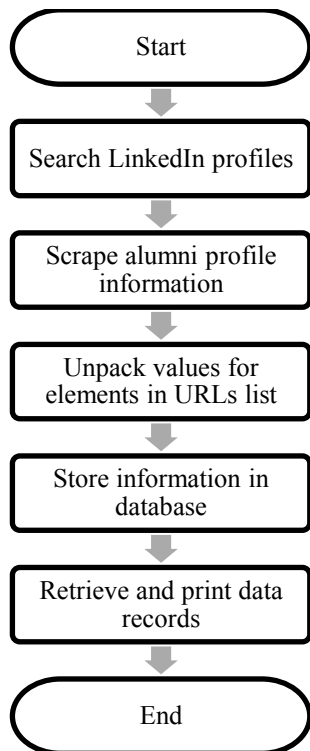 Start
Search LinkedIn profiles
Scrape alumni profile
information
Unpack values for
elements in URLs list
Store information in
database
Retrieve and print data
records
End